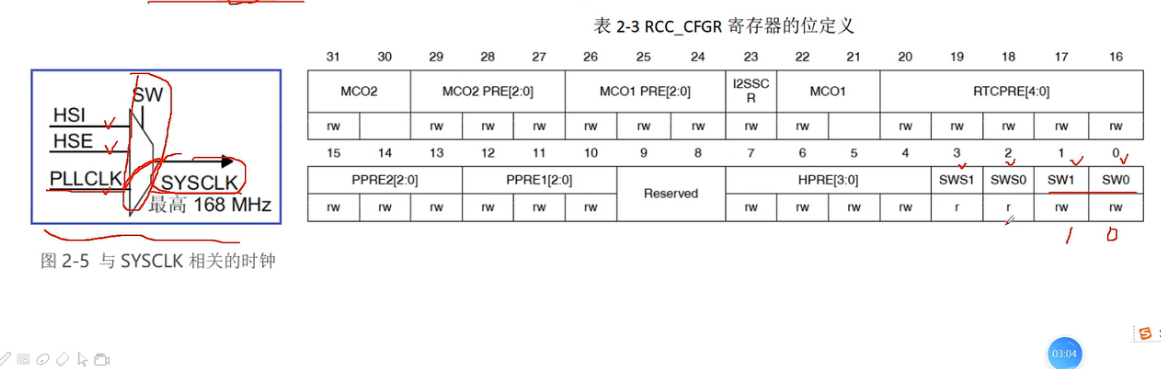 表 2-3 RCC_CFGR 寄存器的位定义
31 30 29 28 27 26 25 24 23 22 21 20 19 18 17 16
MCO2 MCO2 PRE[2:0] MCO1 PRE[2:0] I2SSC R MCO1 RTCPRE[4:0]
rw rw rw rw rw rw rw rw rw rw rw rw rw rw
15 14 13 12 11 10 9 8 7 6 5 4 3 2 1 0
PPRE2[2:0] PPRE1[2:0] Reserved HPRE[3:0] SWS1 SWS0 SW1 SW0
rw rw rw rw rw rw rw rw rw rw r r rw rw
1 0
SW
HSI
HSE
PLLCLK
SYSCLK
最高 168 MHz
图 2-5 与 SYSCLK 相关的时钟
03:04
S